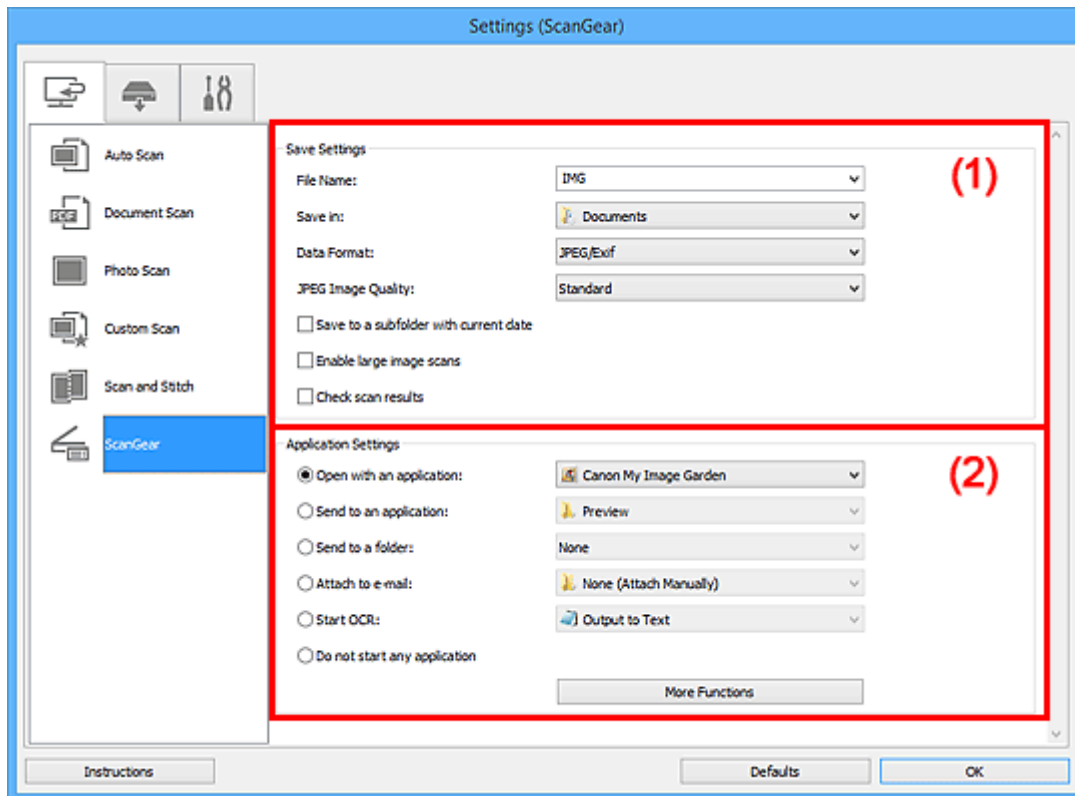 Settings (ScanGear)
Auto Scan
Document Scan
Photo Scan
Custom Scan
Scan and Stitch
ScanGear
Save Settings
(1)
File Name: IMG
Save in: Documents
Data Format: JPEG/Exif
JPEG Image Quality: Standard
Save to a subfolder with current date
Enable large image scans
Check scan results
Application Settings
(2)
Open with an application: Canon My Image Garden
Send to an application: Preview
Send to a folder: None
Attach to e-mail: None (Attach Manually)
Start OCR: Output to Text
Do not start any application
More Functions
Instructions Defaults OK